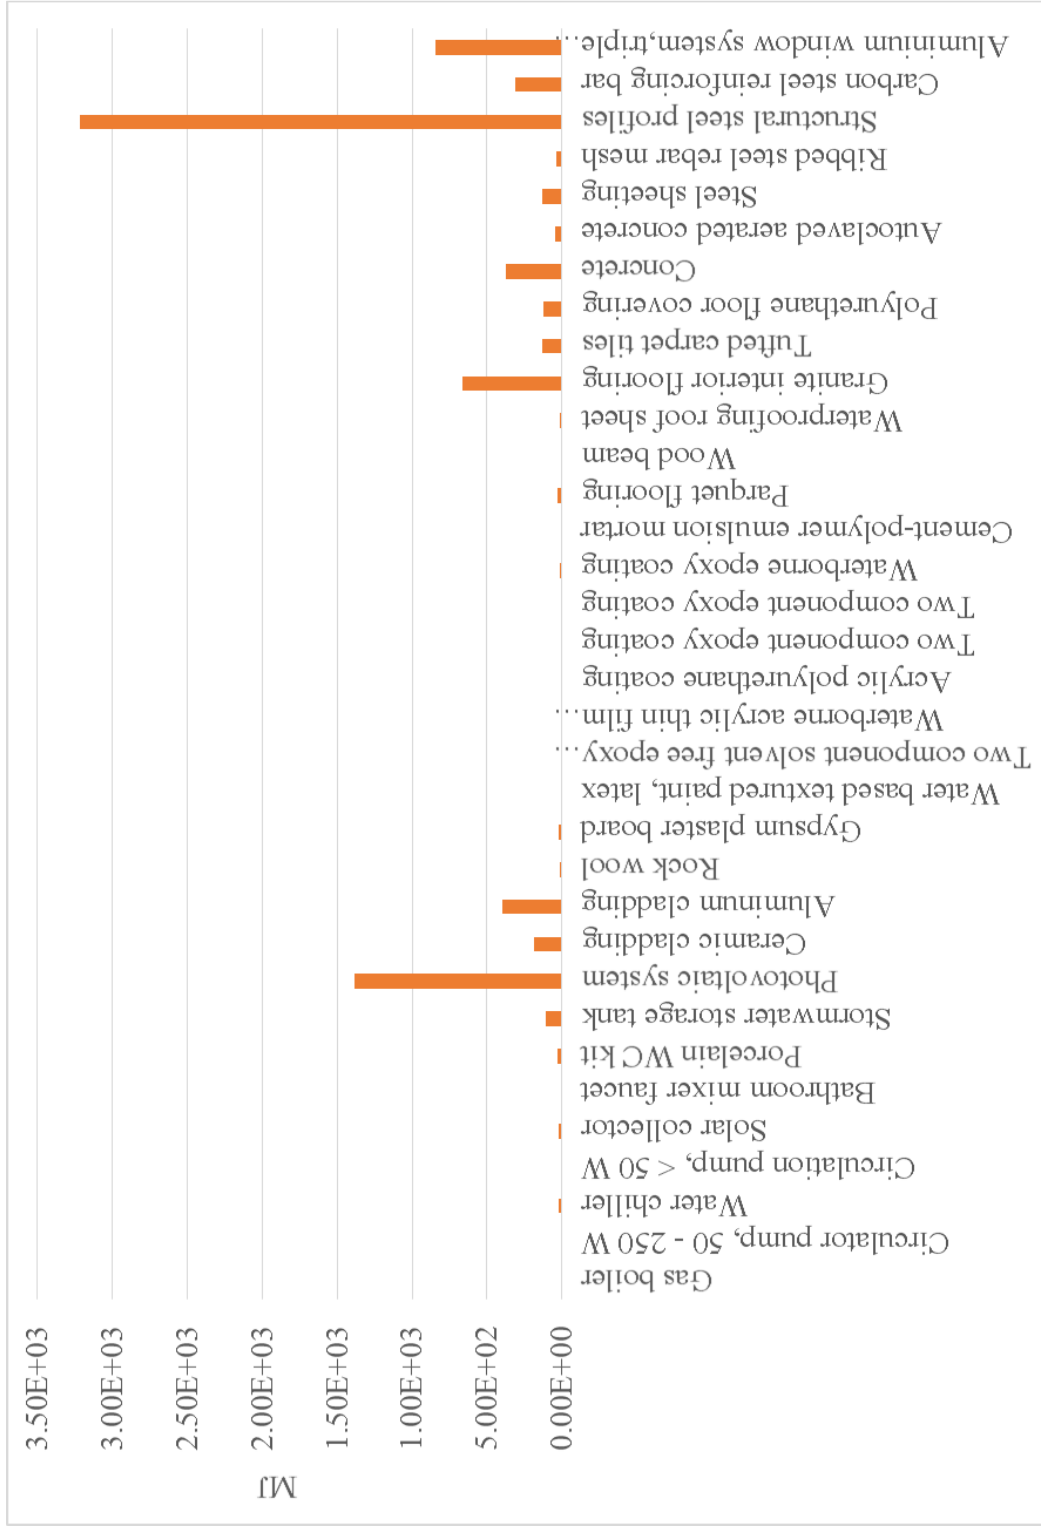 MJ
3.50E+03
3.00E+03
2.50E+03
2.00E+03
1.50E+03
1.00E+03
5.00E+02
0.00E+00
Gas boiler
Circulator pump, 50 - 250 W
Water chiller
Circulation pump, < 50 W
Solar collector
Bathroom mixer faucet
Porcelain WC kit
Stormwater storage tank
Photovoltaic system
Ceramic cladding
Aluminum cladding
Rock wool
Gypsum plaster board
Water based textured paint, latex
Two component solvent free epoxy…
Waterborne acrylic thin film…
Acrylic polyurethane coating
Two component epoxy coating
Two component epoxy coating
Waterborne epoxy coating
Cement-polymer emulsion mortar
Parquet flooring
Wood beam
Waterproofing roof sheet
Granite interior flooring
Tufted carpet tiles
Polyurethane floor covering
Concrete
Autoclaved aerated concrete
Steel sheeting
Ribbed steel rebar mesh
Structural steel profiles
Carbon steel reinforcing bar
Aluminium window system,triple…